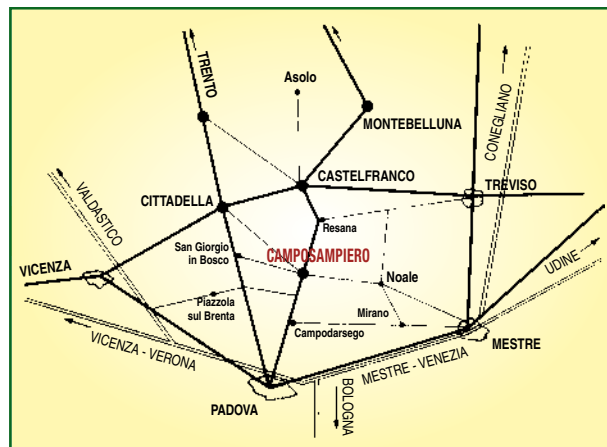 TRENTO
Asolo
MONTEBELLUNA
CONEGLIANO
VALDASTICO
CASTELFRANCO
TREVISO
CITTADELLA
Resana
San Giorgio
in Bosco
CAMPOSAMPIERO
VICENZA
Noale
UDINE
Piazzola
sul Brenta
Mirano
Campodarsego
MESTRE
VICENZA - VERONA
MESTRE - VENEZIA
PADOVA
BOLOGNA